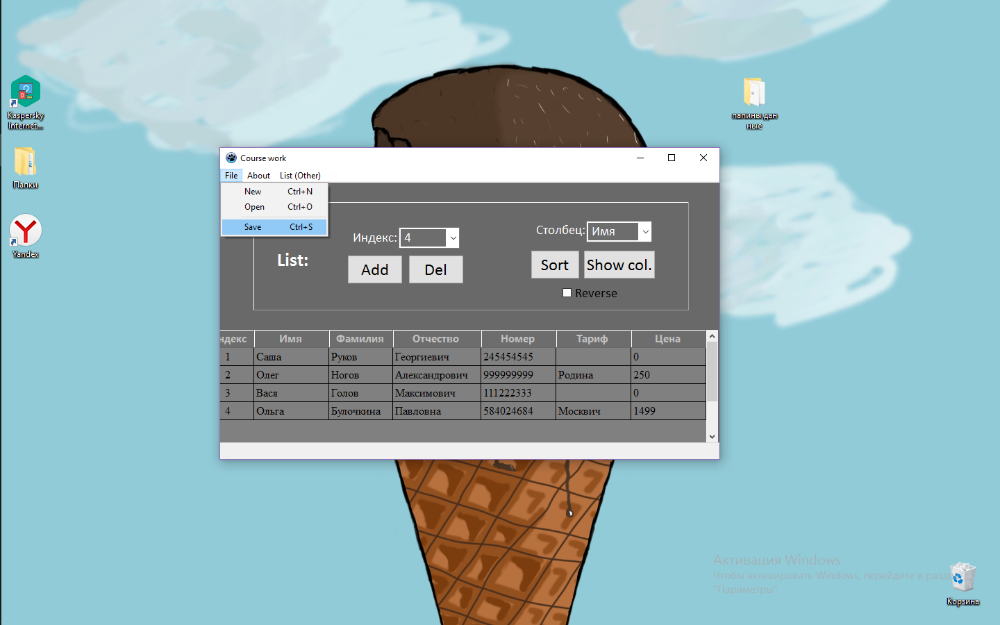 Kaspersky
Internet...
Папки
Yandex
папины дан
ные
Course work
File About List (Other)
New Ctrl+N
Open Ctrl+O
Save Ctrl+S
List:
Индекс: 4
Add Del
Столбец: Имя
Sort Show col.
Reverse
ндекс Имя Фамилия Отчество Номер Тариф Цена
1 Саша Руков Георгиевич 245454545 0
2 Олег Ногов Александрович 999999999 Родина 250
3 Вася Голов Максимович 111222333 0
4 Ольга Булочкина Павловна 584024684 Москвич 1499
Активация Windows
Чтобы активировать Windows, перейдите в разде
"Параметры".
Корзина